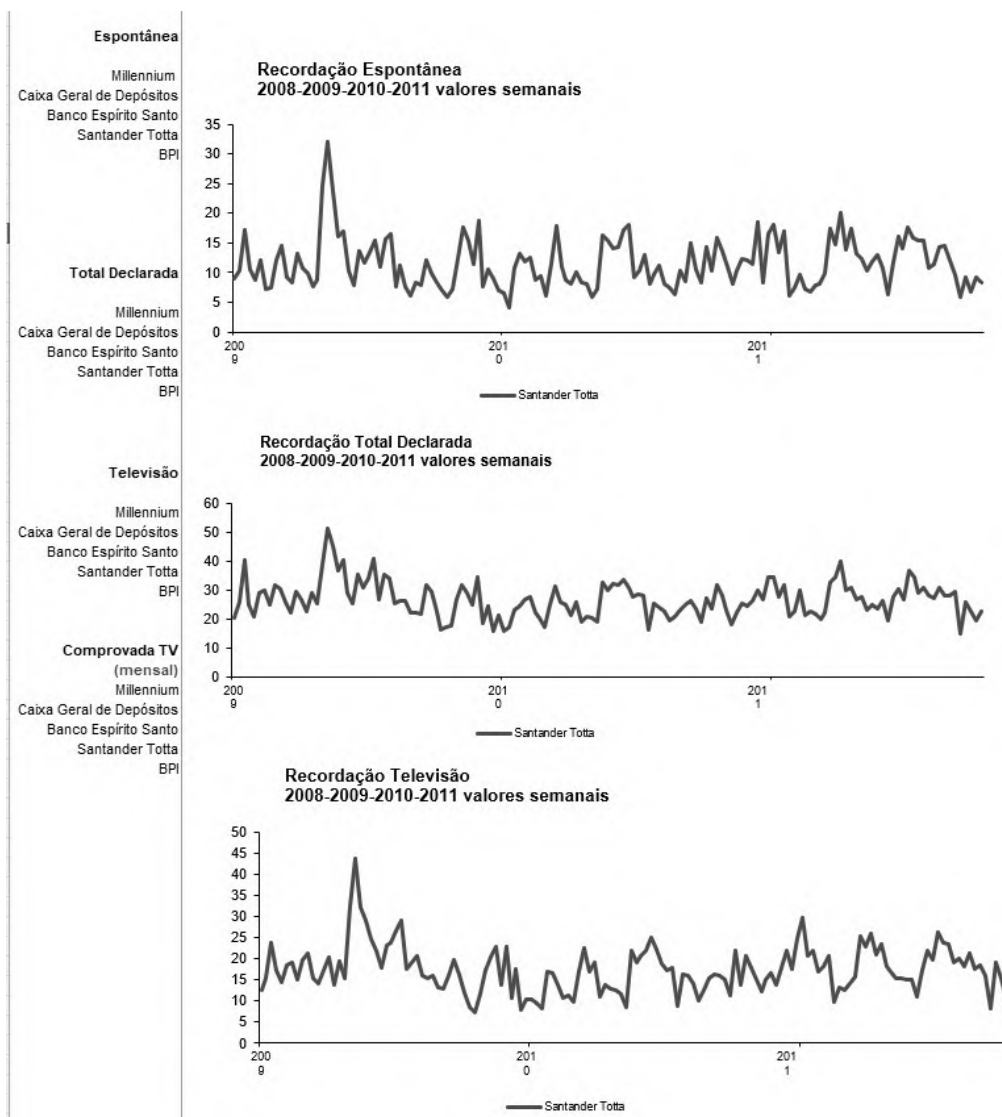 Espontânea
Millennium
Caixa Geral de Depósitos
Banco Espírito Santo
Santander Totta
BPI
Total Declarada
Millennium
Caixa Geral de Depósitos
Banco Espírito Santo
Santander Totta
BPI
Televisão
Millennium
Caixa Geral de Depósitos
Banco Espírito Santo
Santander Totta
BPI
Comprovada TV
(mensal)
Millennium
Caixa Geral de Depósitos
Banco Espírito Santo
Santander Totta
BPI
Recordação Espontânea
2008-2009-2010-2011 valores semanais
35
30
25
20
15
10
5
0
200
9
201
0
201
1
Santander Totta
Recordação Total Declarada
2008-2009-2010-2011 valores semanais
60
50
40
30
20
10
0
200
9
201
0
201
1
Santander Totta
Recordação Televisão
2008-2009-2010-2011 valores semanais
50
45
40
35
30
25
20
15
10
5
0
200
9
201
0
201
1
Santander Totta